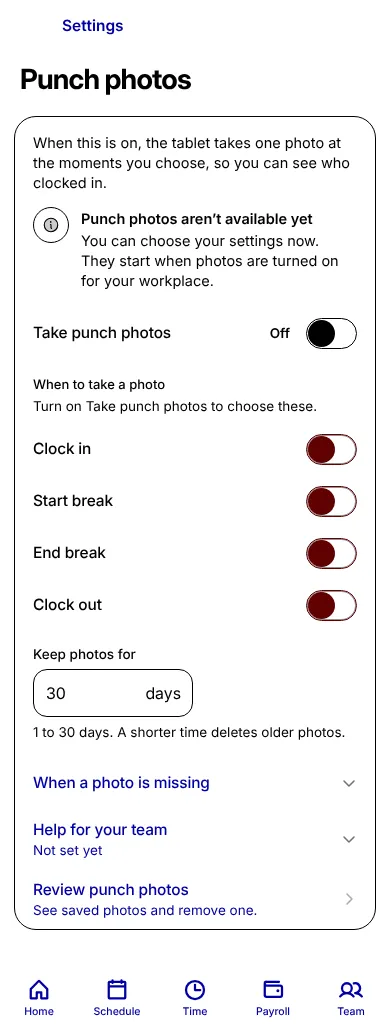 Settings
Punch photos
When this is on, the tablet takes one photo at
the moments you choose, so you can see who
clocked in.
Punch photos aren’t available yet
You can choose your settings now.
They start when photos are turned on
for your workplace.
Take punch photos Off
When to take a photo
Turn on Take punch photos to choose these.
Clock in
Start break
End break
Clock out
Keep photos for
30 days
1 to 30 days. A shorter time deletes older photos.
When a photo is missing
Help for your team
Not set yet
Review punch photos
See saved photos and remove one.
Home Schedule Time Payroll Team